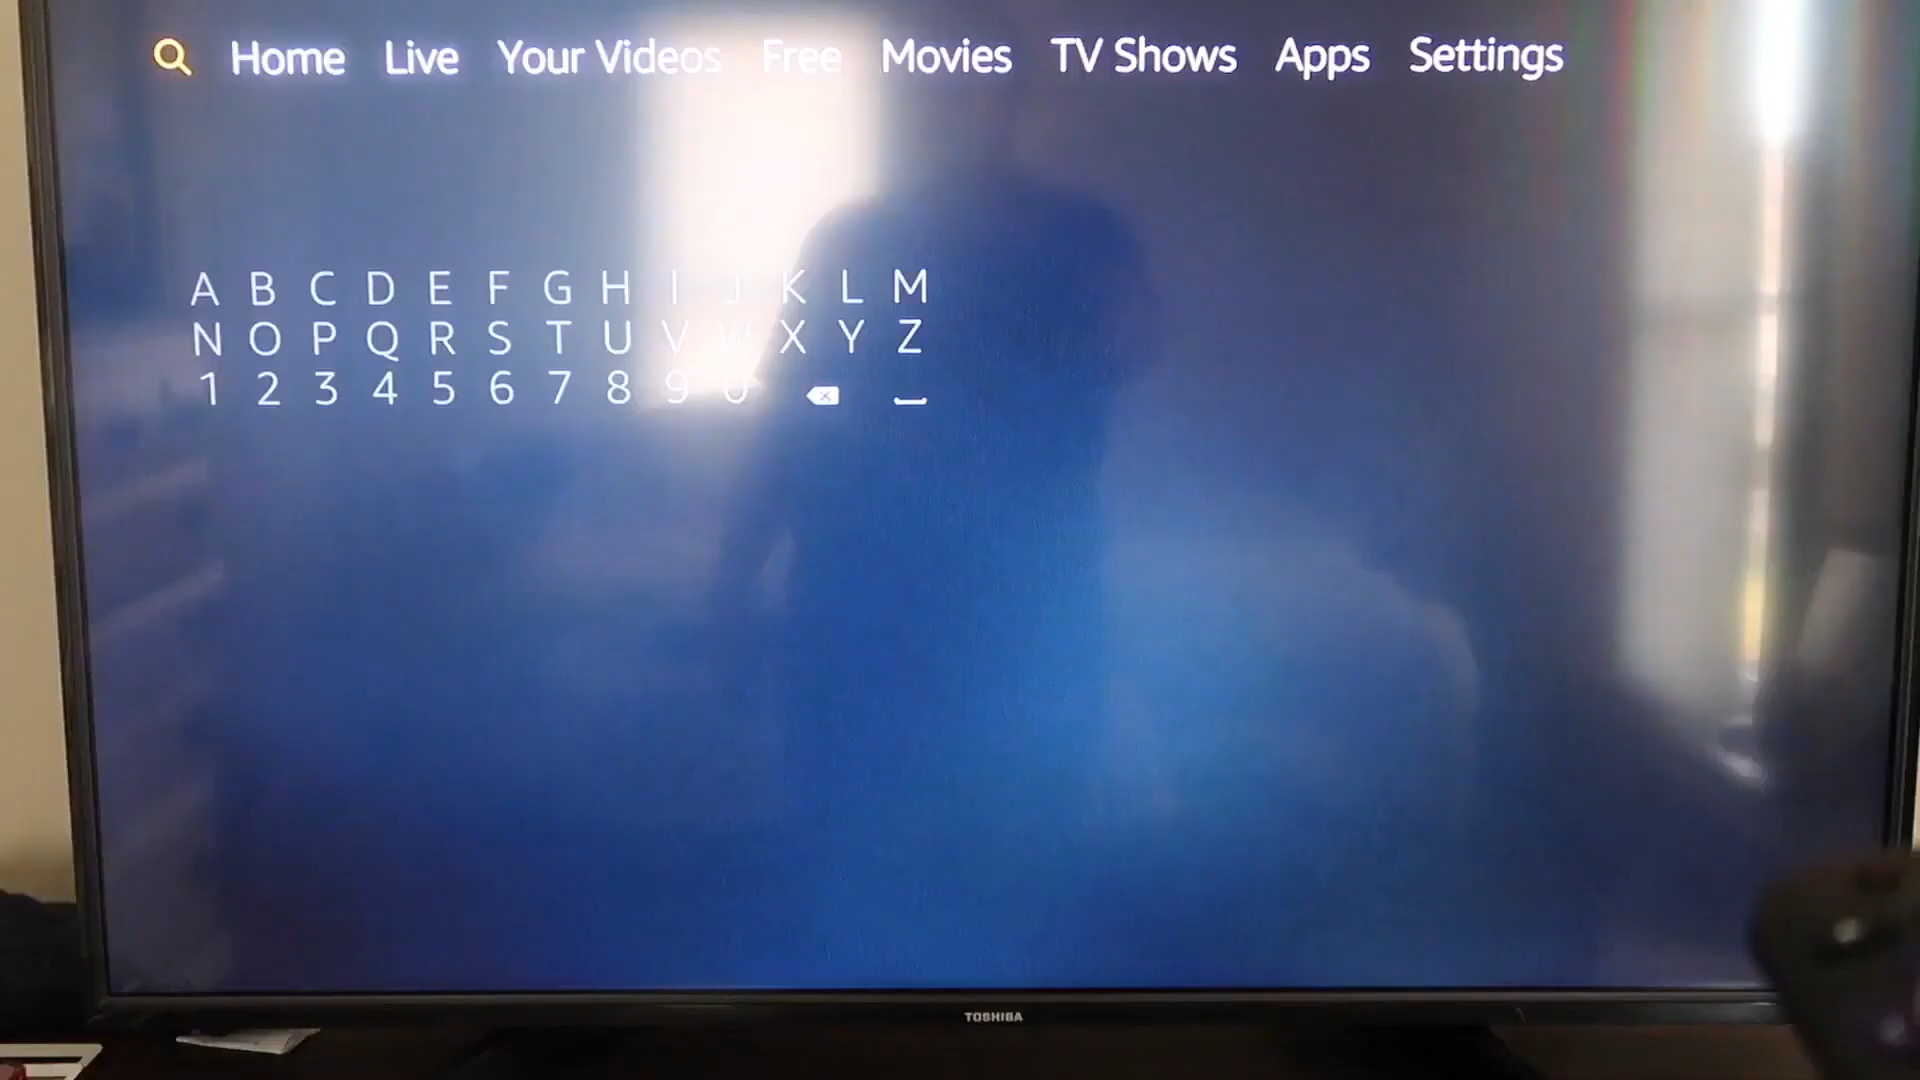 Home Live Your Videos Free Movies TV Shows Apps Settings
A B C D E F G H I J K L M
N O P Q R S T U V W X Y Z
1 2 3 4 5 6 7 8 9 0
TOSHIBA